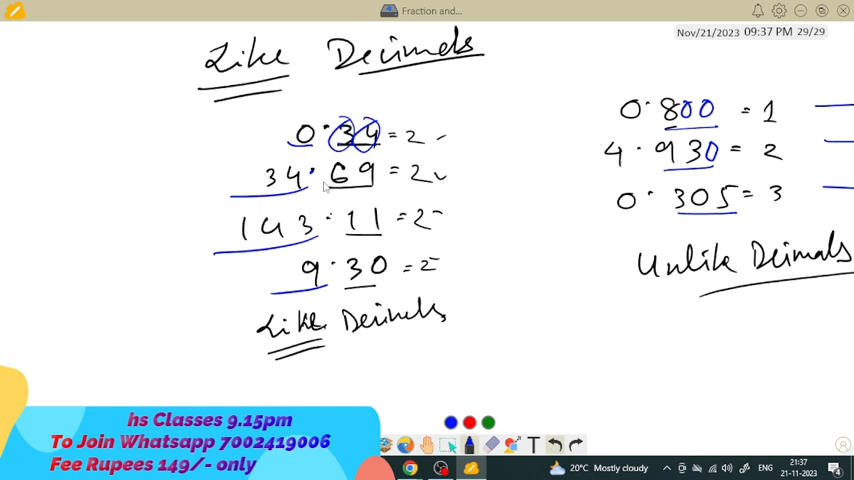 Fraction and...
Nov/21/2023 09:37 PM 29/29
Like Decimals
0.34 = 2
34.69 = 2
143.11 = 2
9.30 = 2
Like Decimals
0.800 = 1
4.930 = 2
0.305 = 3
Unlike Deimals
hs Classes 9.15pm
To Join Whatsapp 7002419006
Fee Rupees 149/- only
T
20°C Mostly cloudy
ENG
21:37
21-11-2023
4